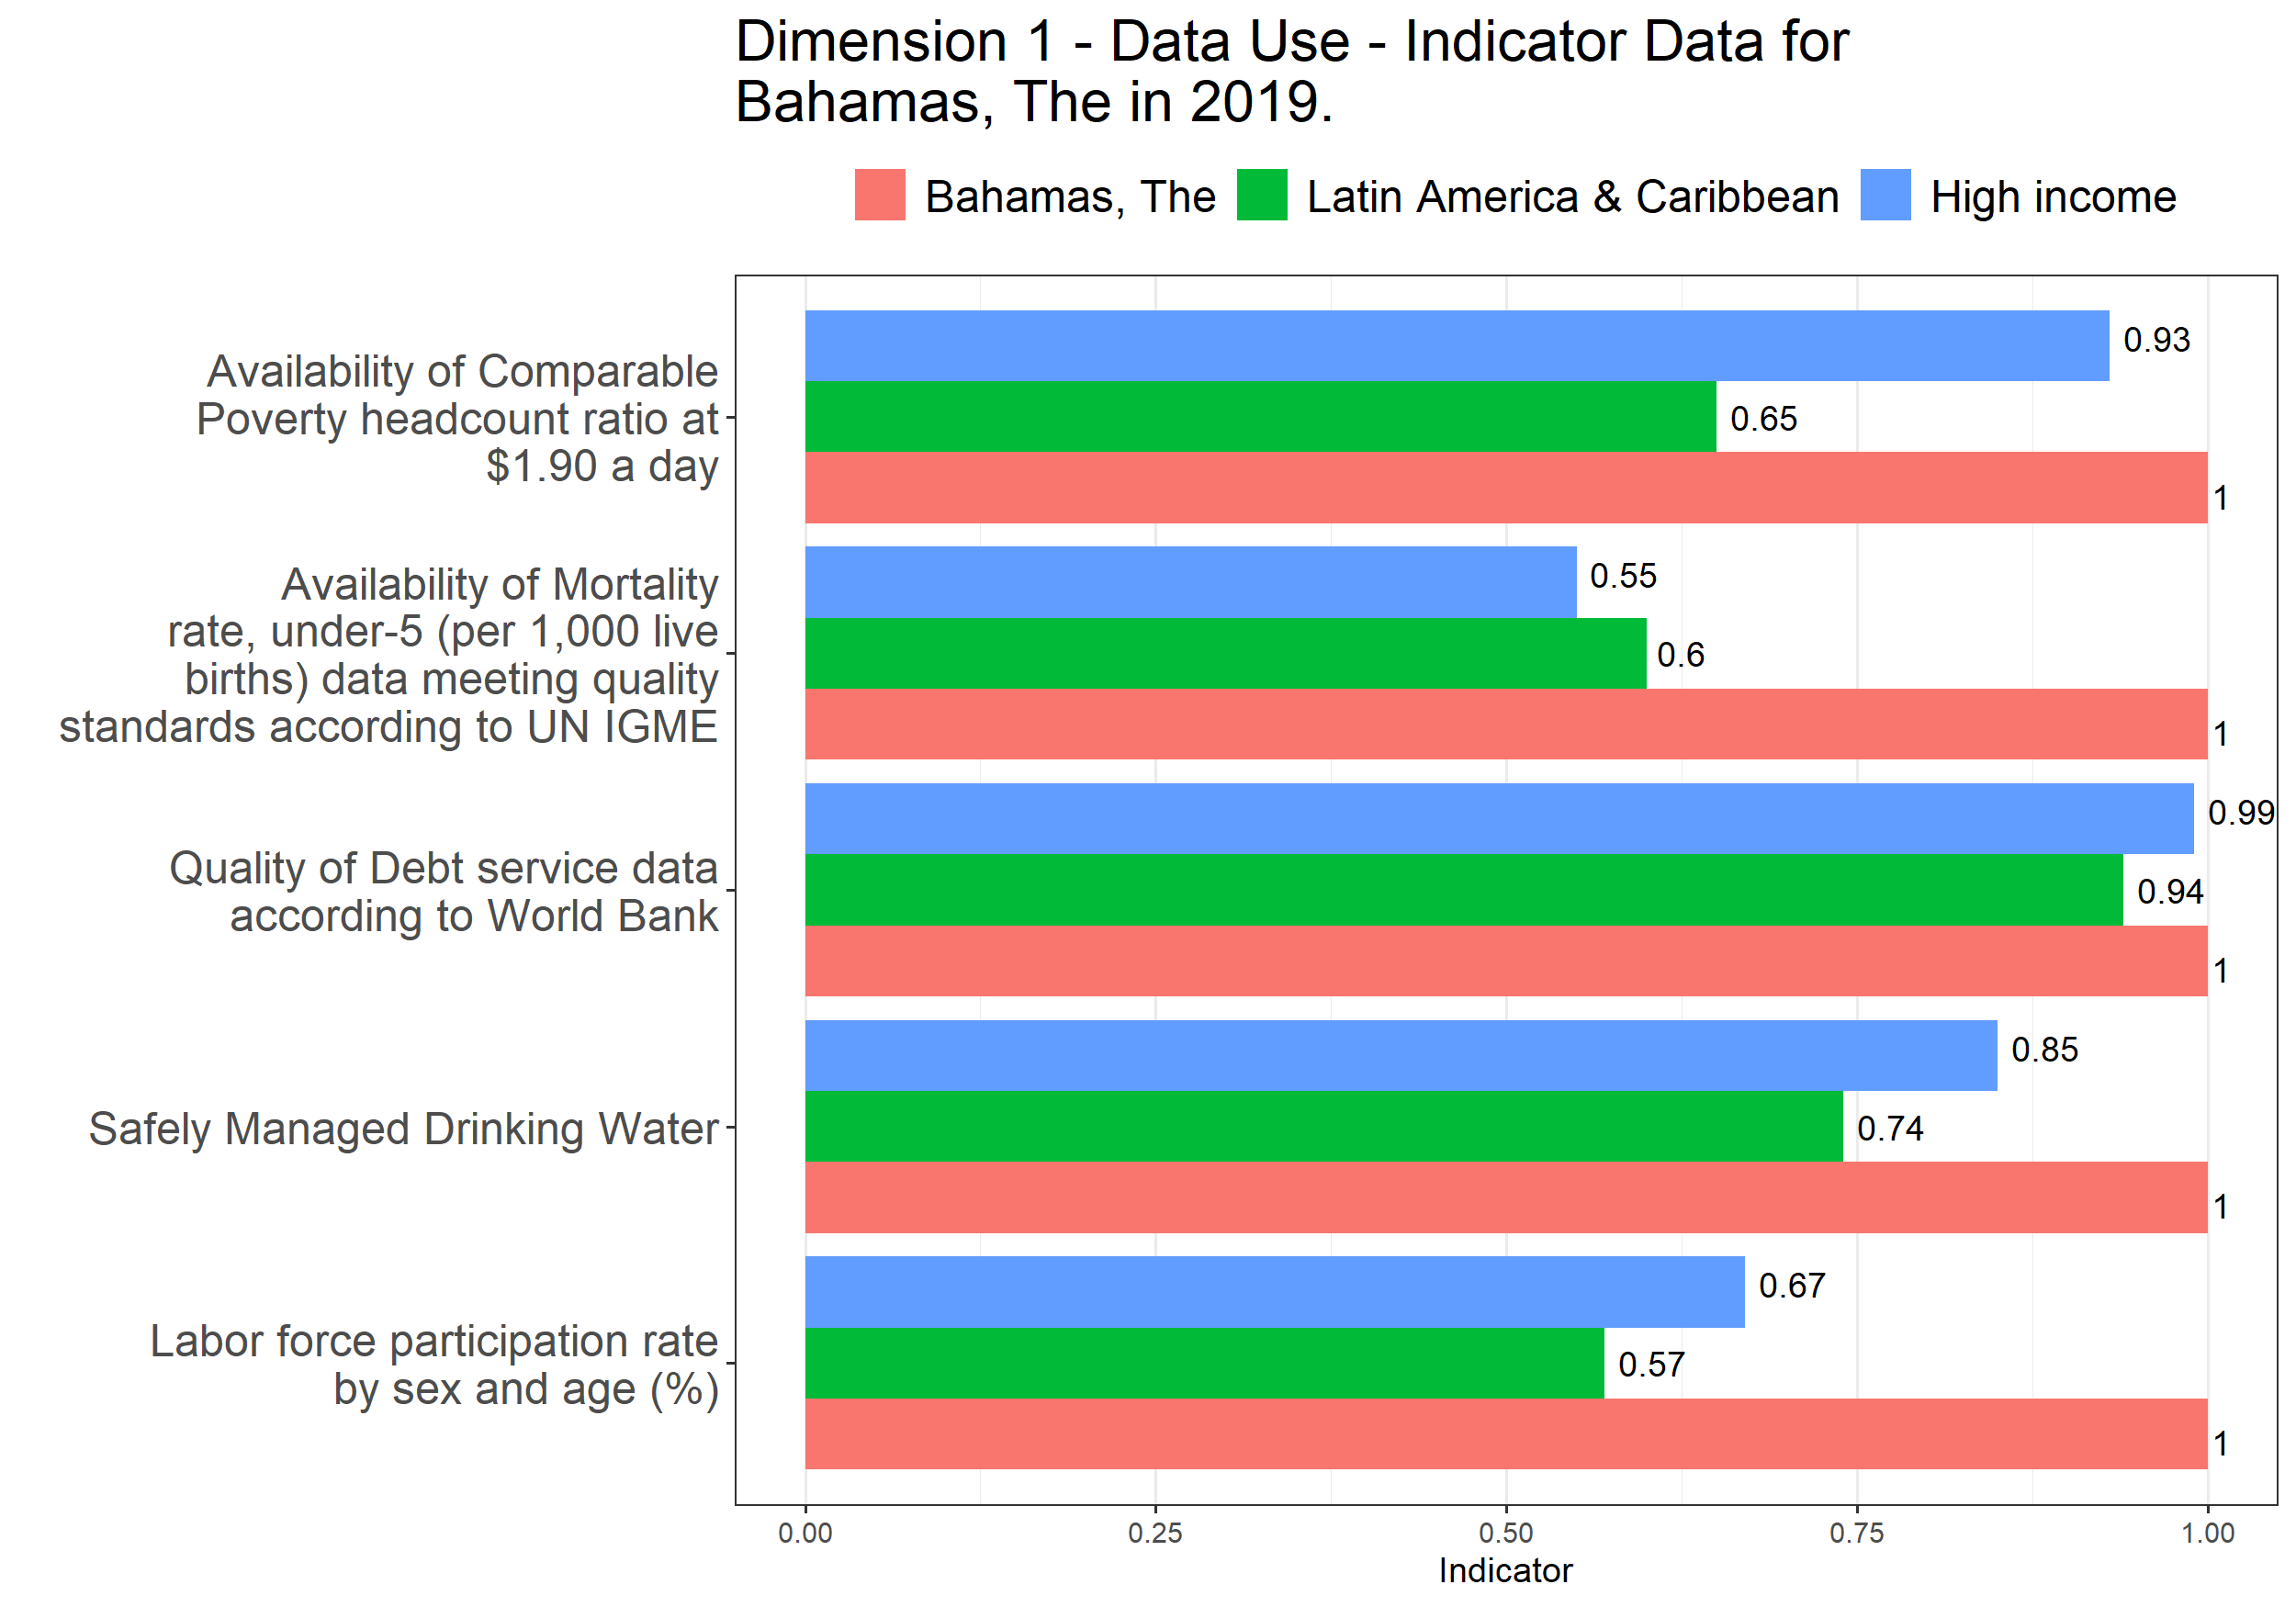 Dimension 1 - Data Use - Indicator Data for
Bahamas, The in 2019.
Bahamas, The
Latin America & Caribbean
High income
Availability of Comparable
Poverty headcount ratio at
$1.90 a day
0.93
0.65
1
Availability of Mortality
rate, under-5 (per 1,000 live
births) data meeting quality
standards according to UN IGME
0.55
0.6
1
Quality of Debt service data
according to World Bank
0.99
0.94
1
Safely Managed Drinking Water
0.85
0.74
1
Labor force participation rate
by sex and age (%)
0.67
0.57
1
0.00 0.25 0.50 0.75 1.00
Indicator